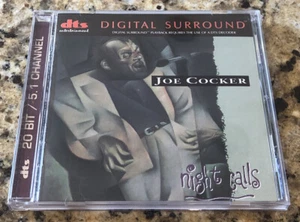 dts DIGITAL SURROUND
DIGITAL SURROUND PLAYBACK REQUIRES THE USE OF A DTS DECODER
JOE COCKER
night calls
dts 20 BIT / 5.1 CHANNEL